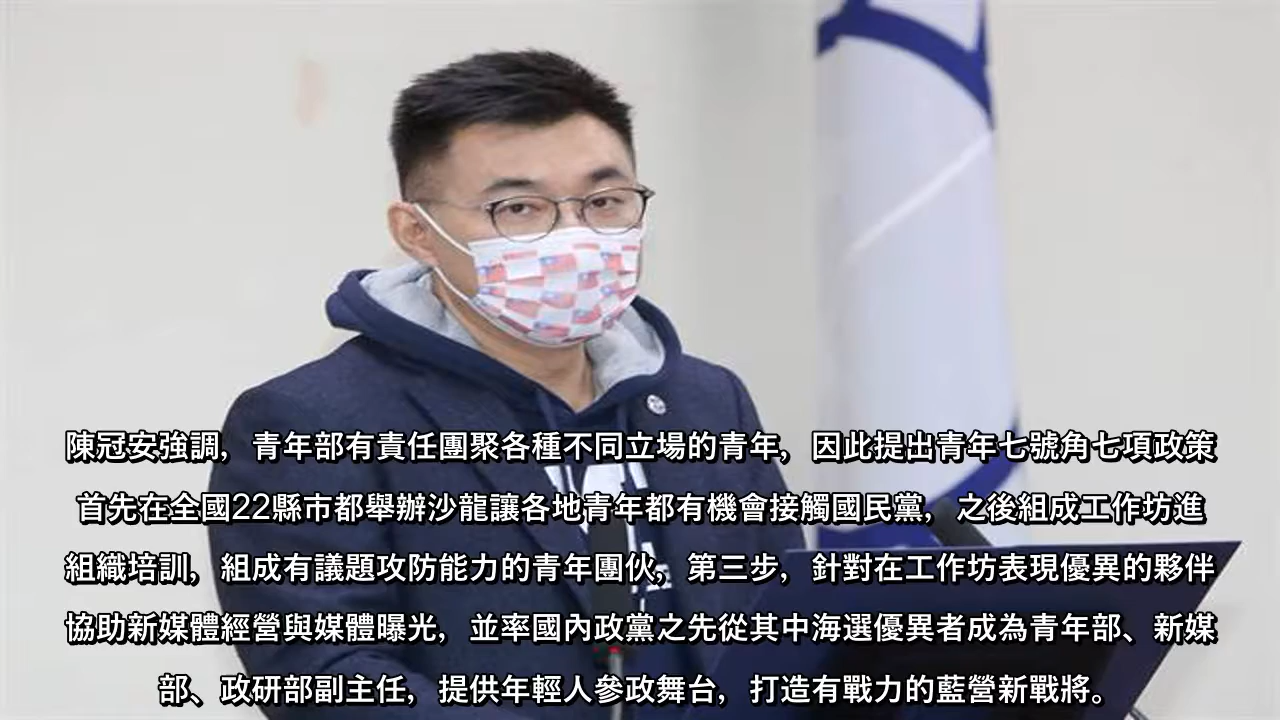 陳冠安強調，青年部有責任團聚各種不同立場的青年，因此提出青年七號角七項政策
首先在全國22縣市都舉辦沙龍讓各地青年都有機會接觸國民黨，之後組成工作坊進
組織培訓，組成有議題攻防能力的青年團伙，第三步，針對在工作坊表現優異的夥伴
協助新媒體經營與媒體曝光，並率國內政黨之先從其中海選優異者成為青年部、新媒
部、政研部副主任，提供年輕人參政舞台，打造有戰力的藍營新戰將。